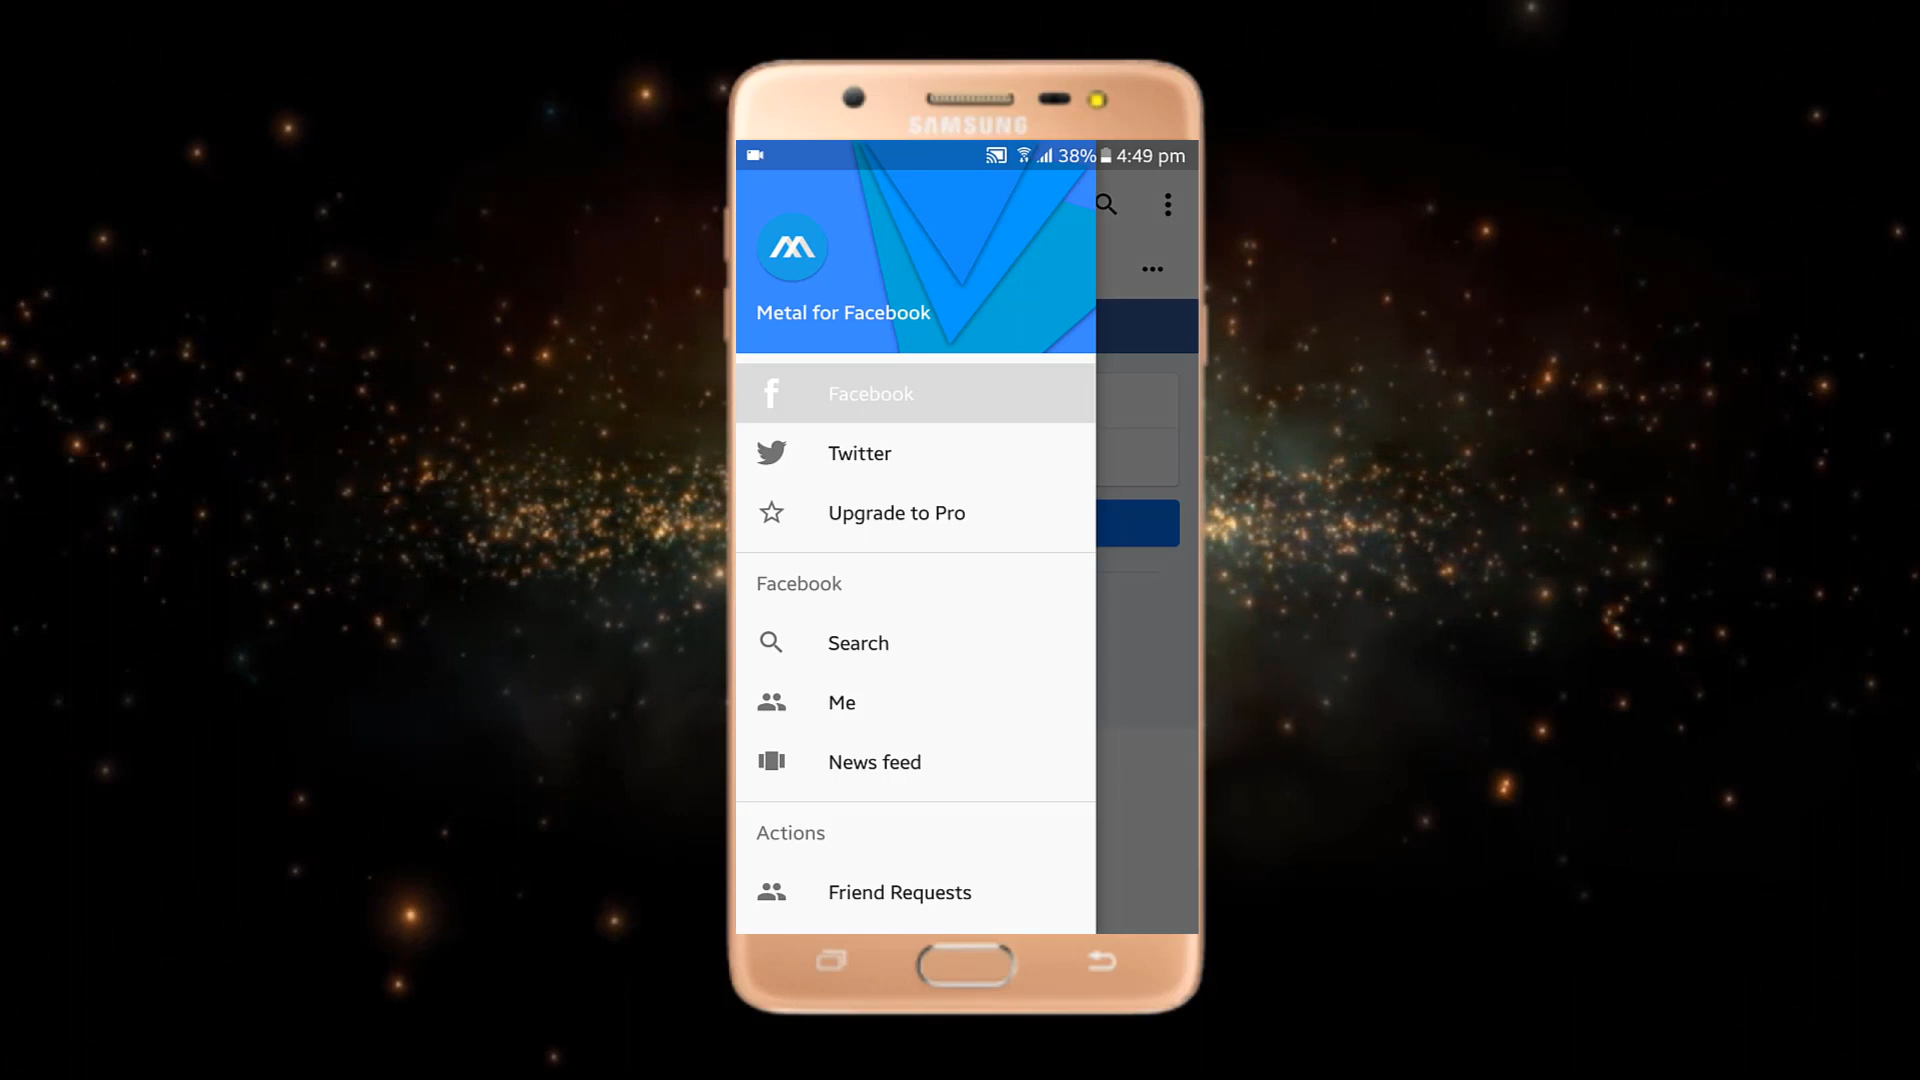 SAMSUNG
38% 4:49 pm
Metal for Facebook
Facebook
Twitter
Upgrade to Pro
Facebook
Search
Me
News feed
Actions
Friend Requests